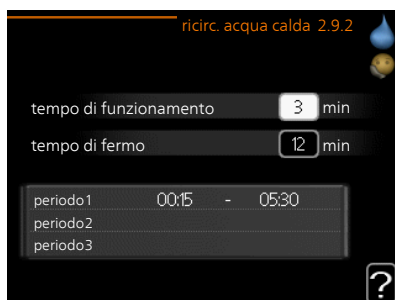 ricirc. acqua calda 2.9.2
tempo di funzionamento 3 min
tempo di fermo 12 min
periodo1 00:15 - 05:30
periodo2
periodo3
?